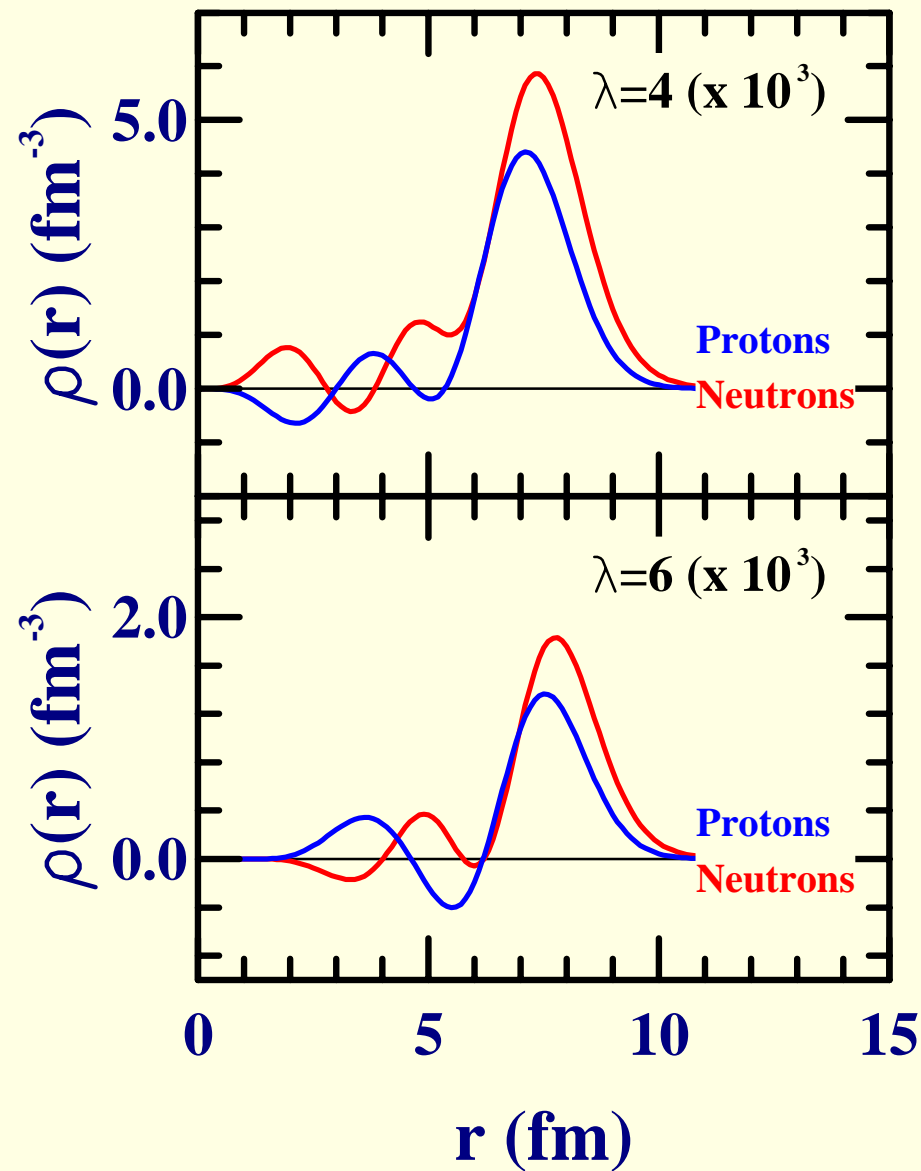 λ=4 (x 10³)
5.0
ρ(r) (fm⁻³)
Protons
0.0
Neutrons
λ=6 (x 10³)
2.0
ρ(r) (fm⁻³)
Protons
0.0
Neutrons
0 5 10 15
r (fm)